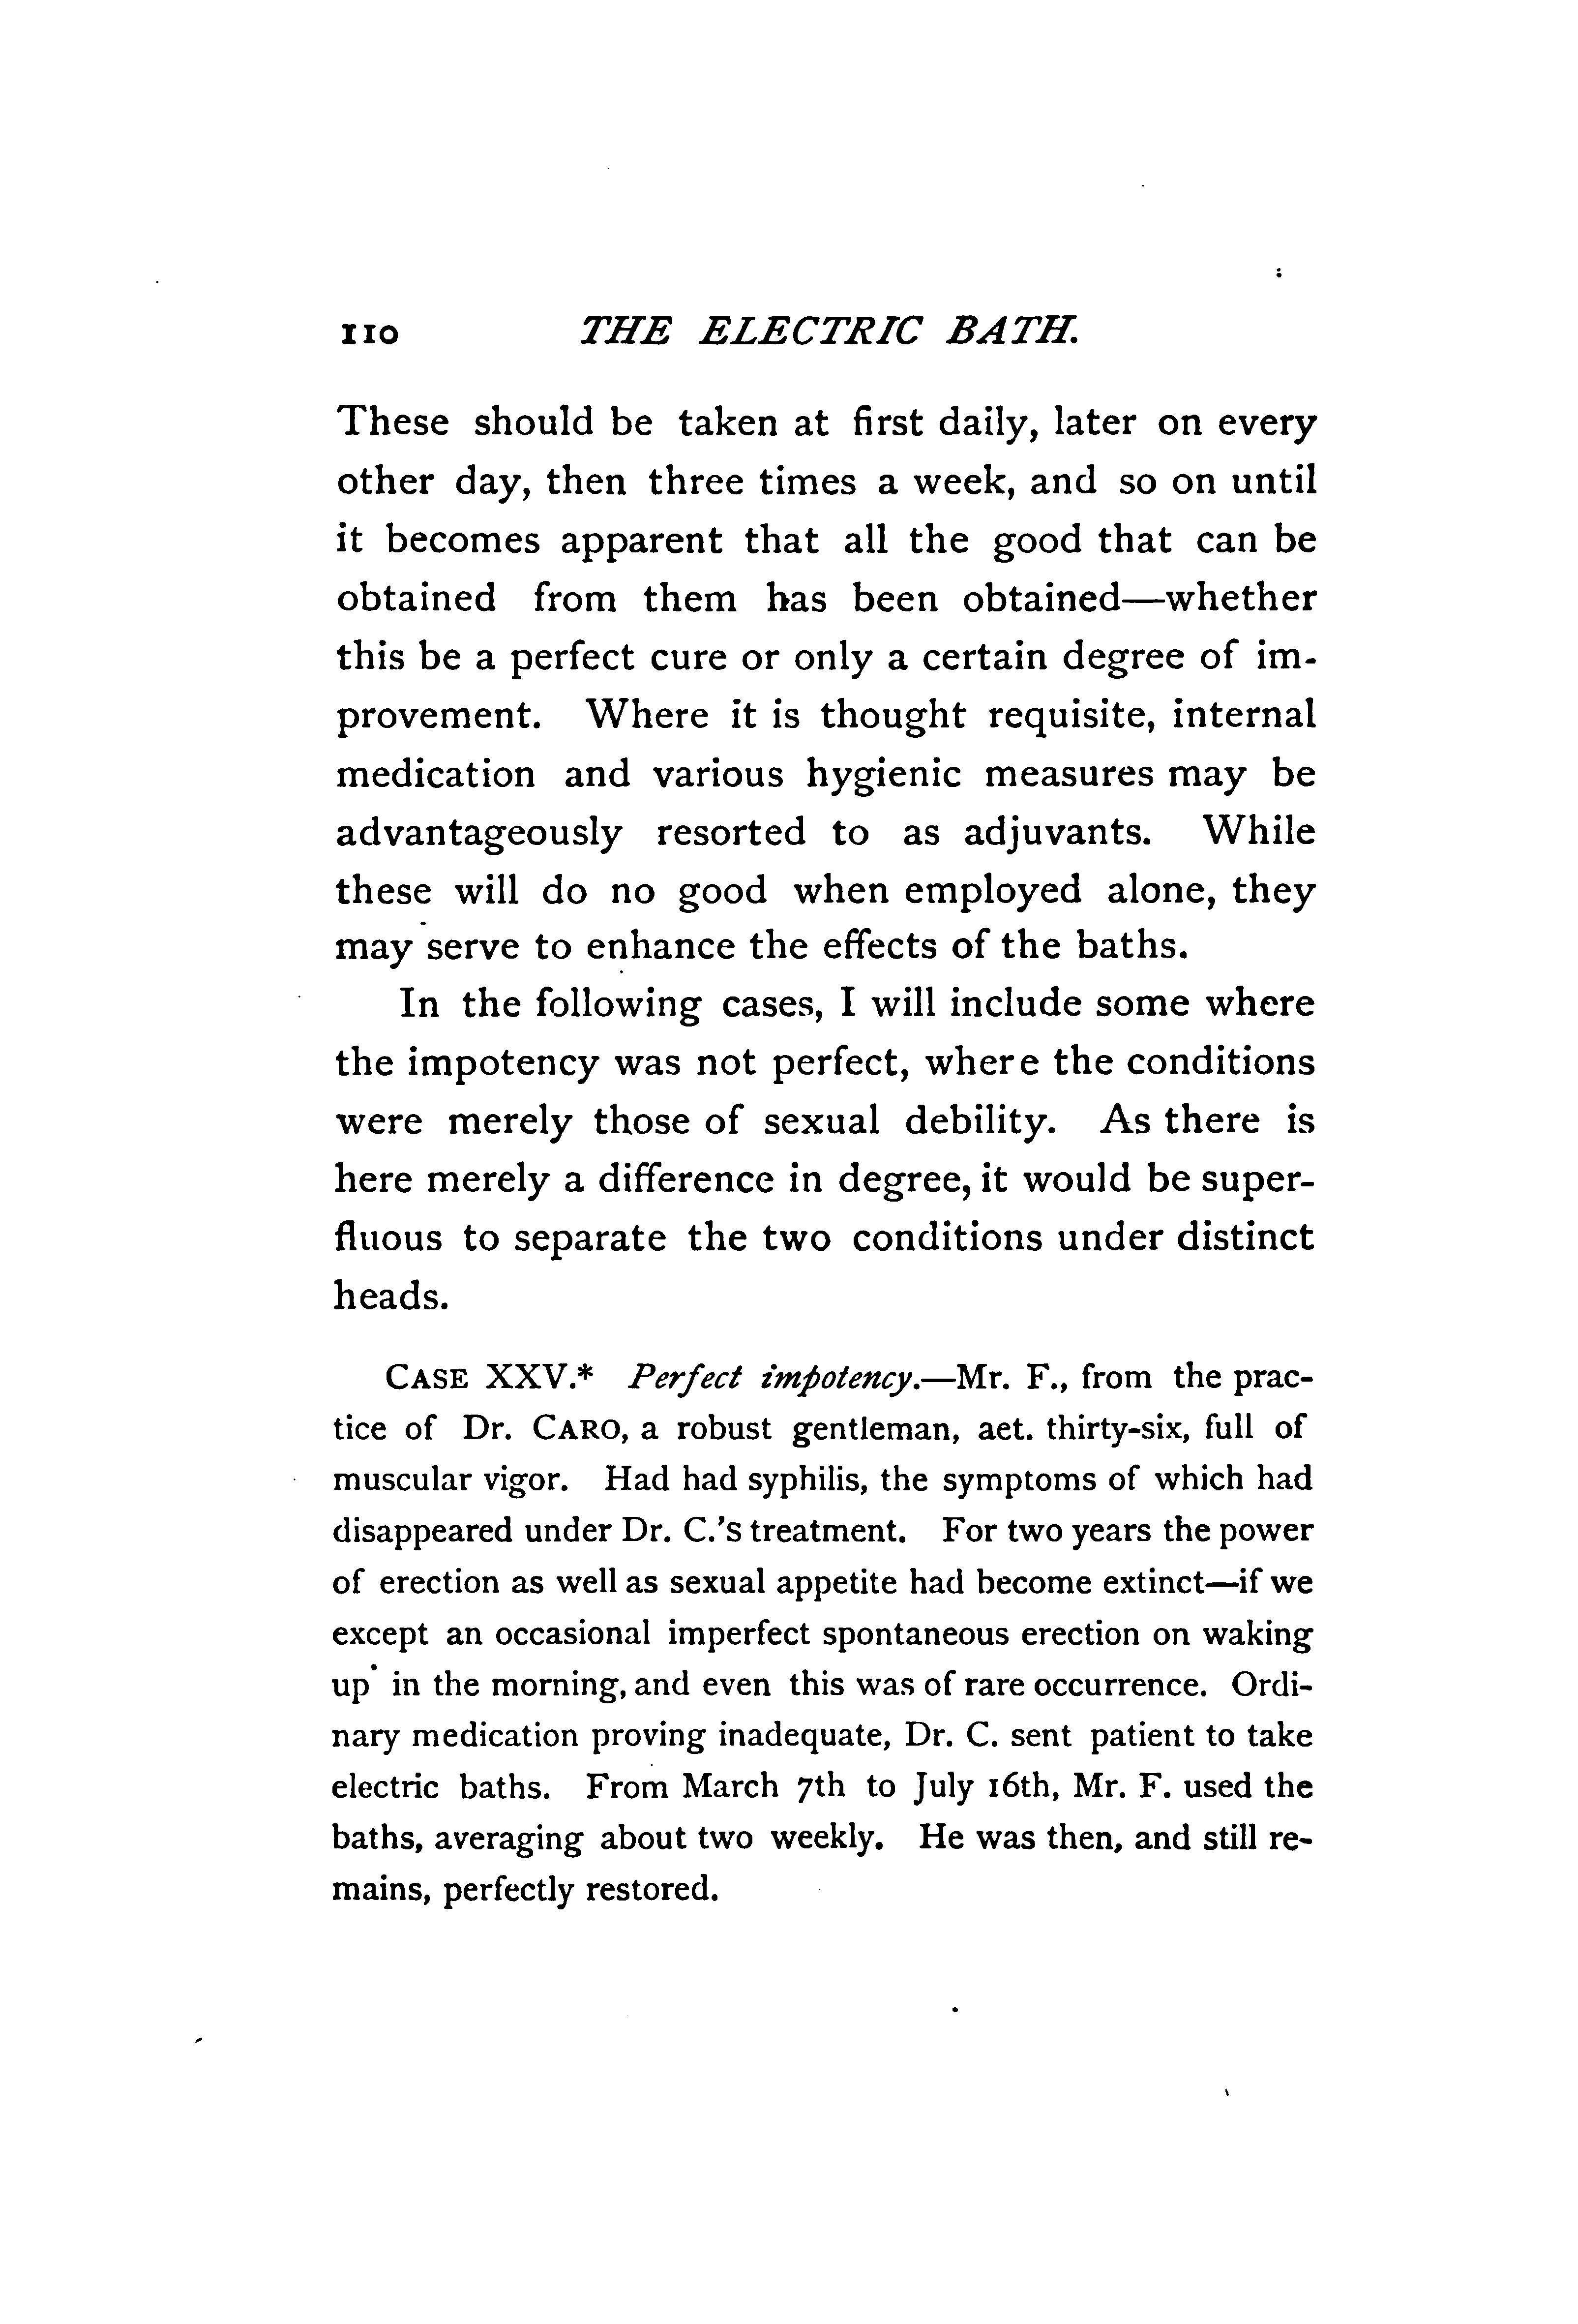 110 THE ELECTRIC BATH.
These should be taken at first daily, later on every
other day, then three times a week, and so on until
it becomes apparent that all the good that can be
obtained from them has been obtained—whether
this be a perfect cure or only a certain degree of im-
provement. Where it is thought requisite, internal
medication and various hygienic measures may be
advantageously resorted to as adjuvants. While
these will do no good when employed alone, they
may serve to enhance the effects of the baths.
In the following cases, I will include some where
the impotency was not perfect, where the conditions
were merely those of sexual debility. As there is
here merely a difference in degree, it would be super-
fluous to separate the two conditions under distinct
heads.
CASE XXV.* Perfect impotency.—Mr. F., from the prac-
tice of Dr. CARO, a robust gentleman, aet. thirty-six, full of
muscular vigor. Had had syphilis, the symptoms of which had
disappeared under Dr. C.'s treatment. For two years the power
of erection as well as sexual appetite had become extinct—if we
except an occasional imperfect spontaneous erection on waking
up in the morning, and even this was of rare occurrence. Ordi-
nary medication proving inadequate, Dr. C. sent patient to take
electric baths. From March 7th to July 16th, Mr. F. used the
baths, averaging about two weekly. He was then, and still re-
mains, perfectly restored.